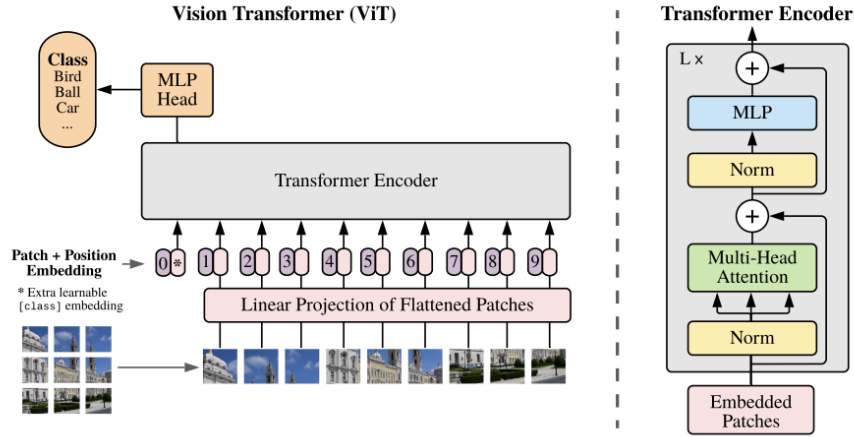 Vision Transformer (ViT)
Class
Bird
Ball
Car
...
MLP
Head
Transformer Encoder
Patch + Position
Embedding
0 * 1 2 3 4 5 6 7 8 9
* Extra learnable
[class] embedding
Linear Projection of Flattened Patches
Transformer Encoder
L ×
+
MLP
Norm
+
Multi-Head
Attention
Norm
Embedded
Patches